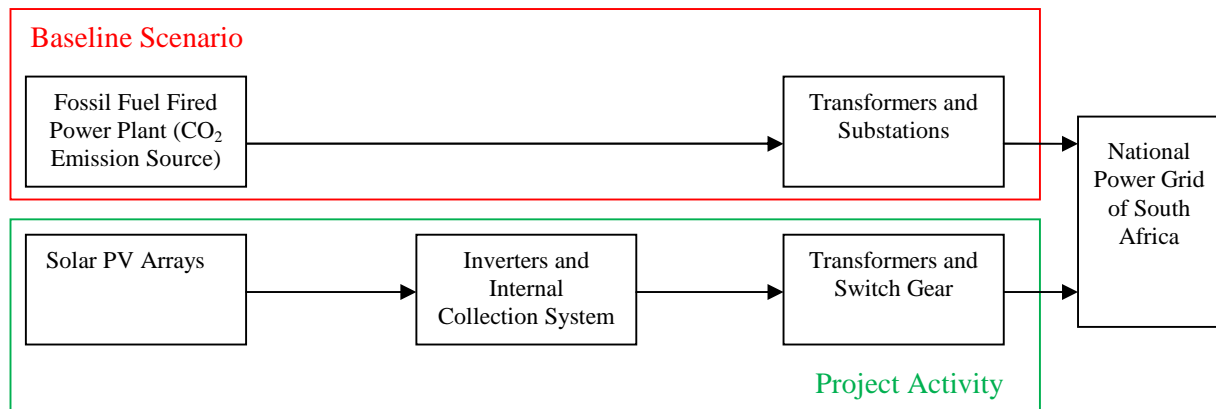 Baseline Scenario
Fossil Fuel Fired
Power Plant (CO₂
Emission Source)
Transformers and
Substations
National
Power Grid
of South
Africa
Solar PV Arrays
Inverters and
Internal
Collection System
Transformers and
Switch Gear
Project Activity